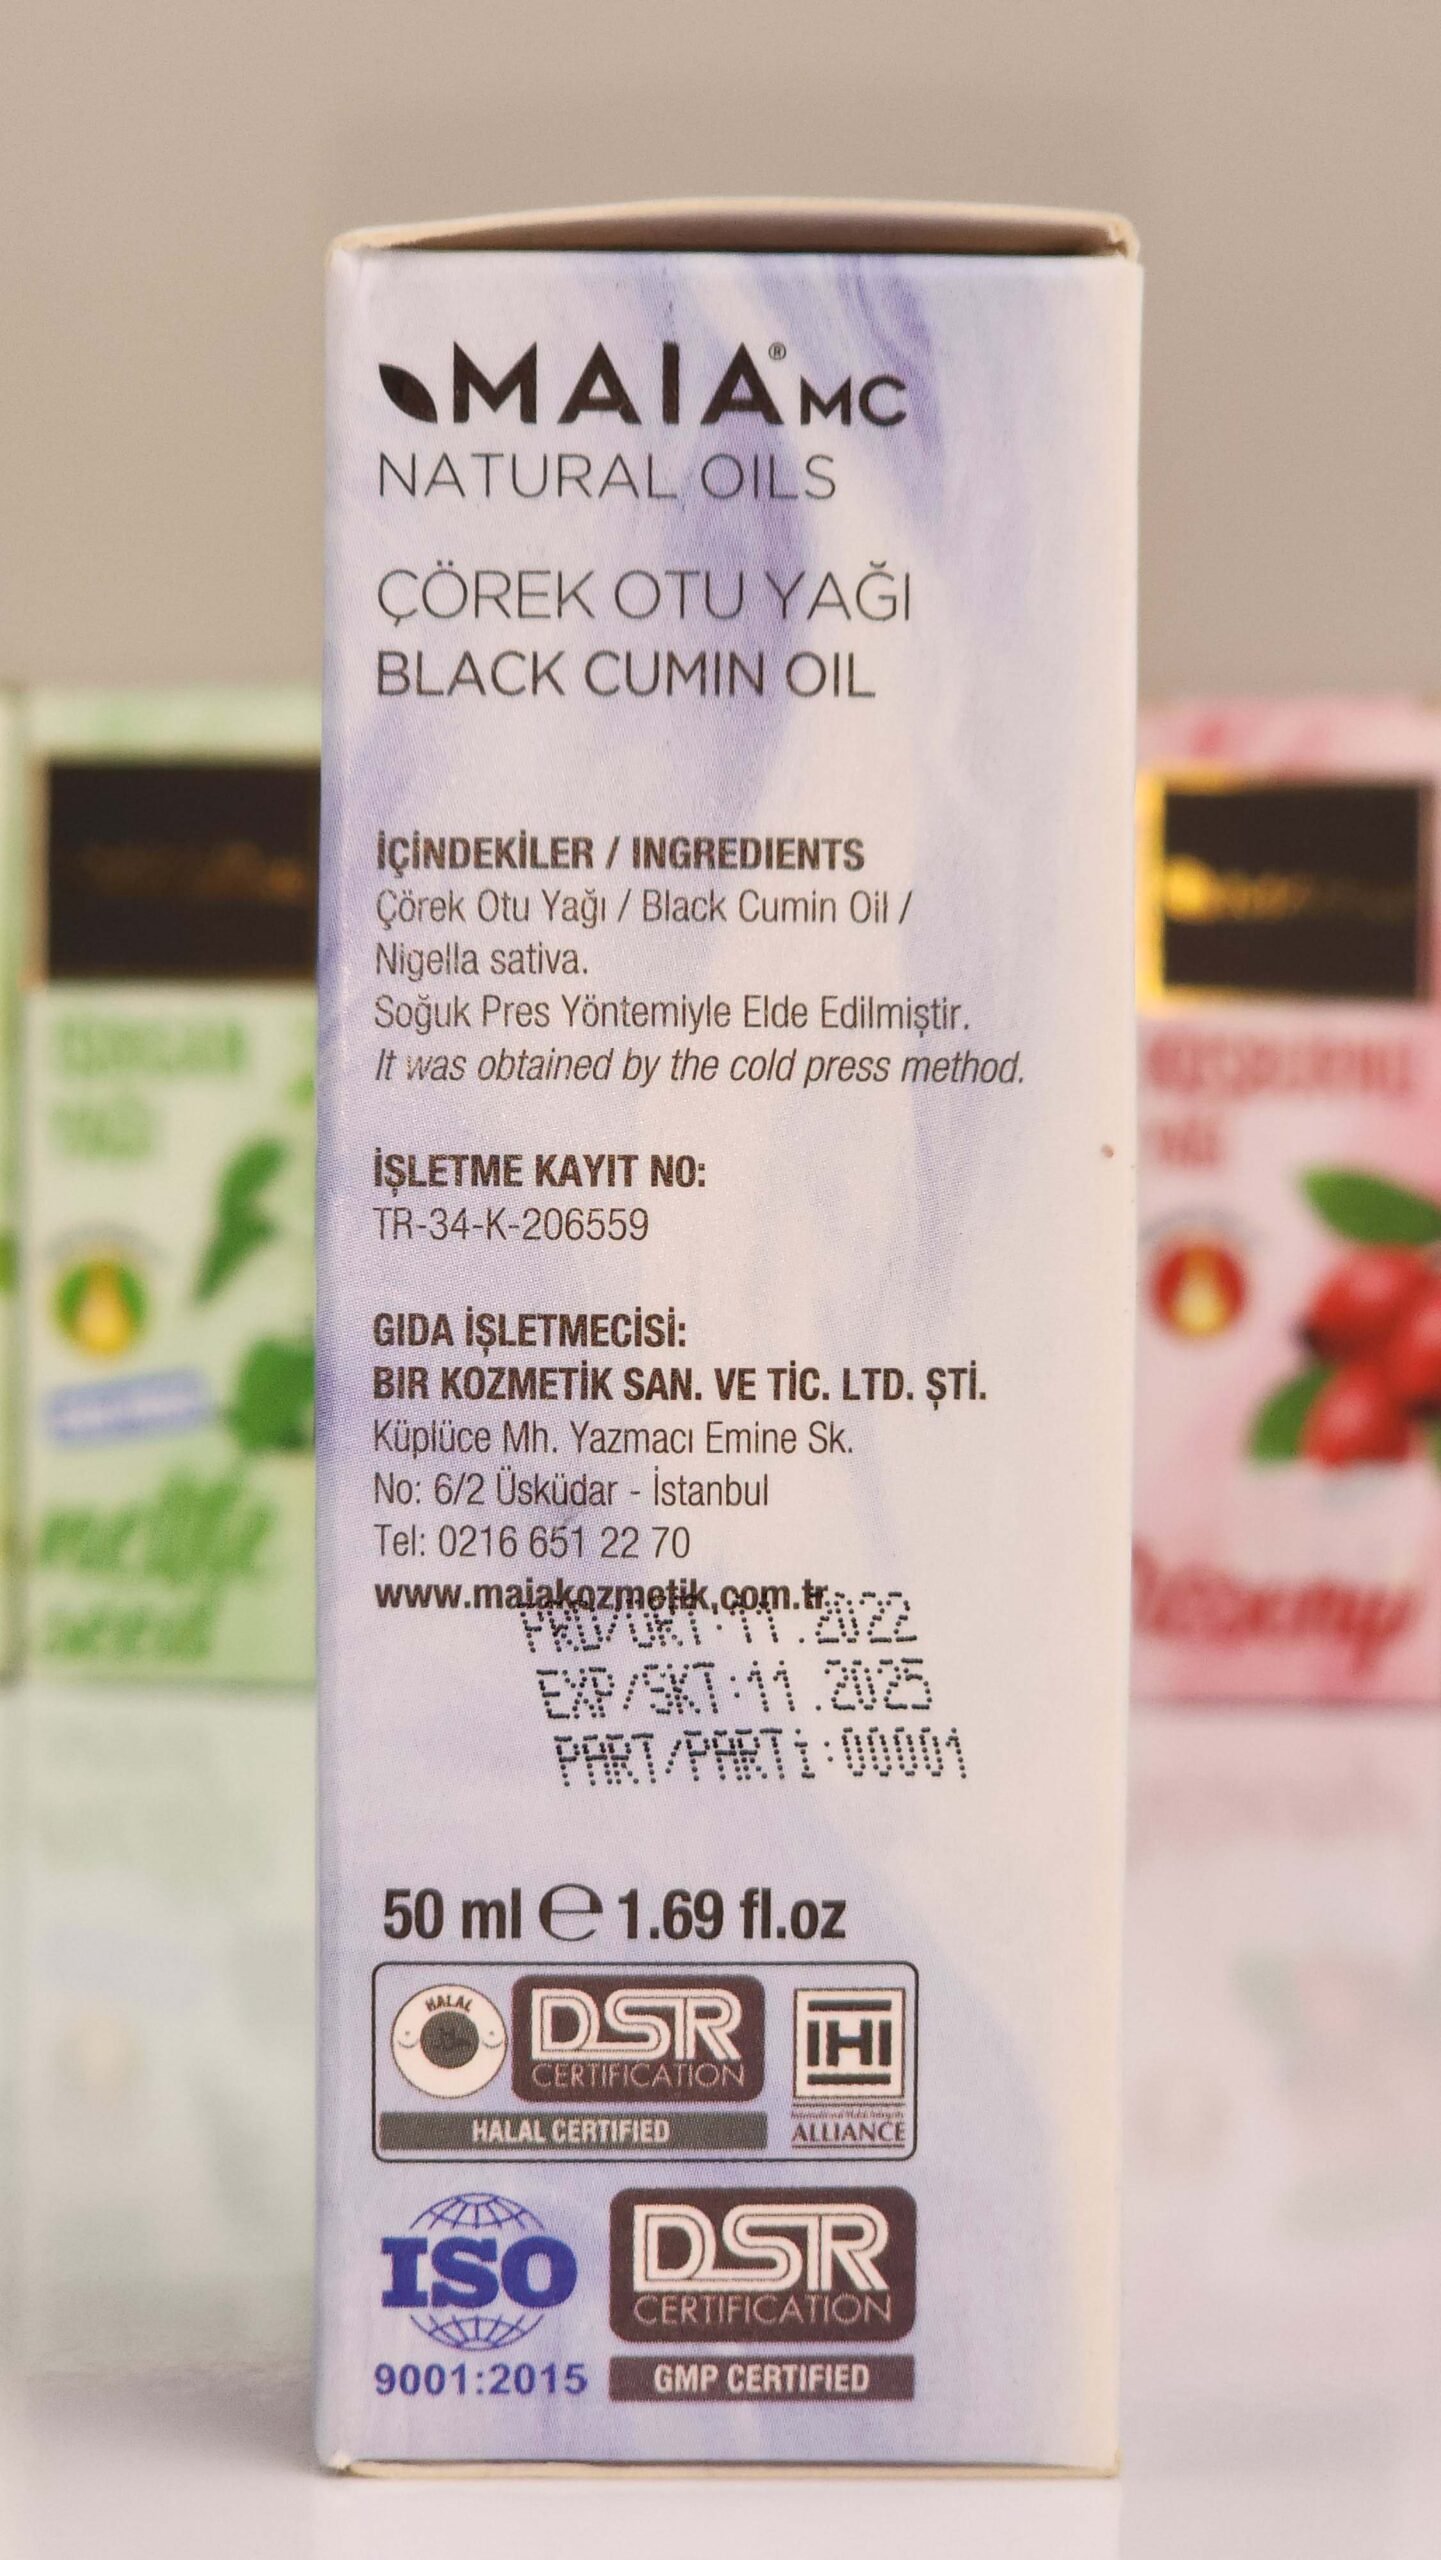 MAIA® MC
NATURAL OILS
ÇÖREK OTU YAĞI
BLACK CUMIN OIL
İÇİNDEKİLER / INGREDIENTS
Çörek Otu Yağı / Black Cumin Oil /
Nigella sativa.
Soğuk Pres Yöntemiyle Elde Edilmiştir.
It was obtained by the cold press method.
İŞLETME KAYIT NO:
TR-34-K-206559
GIDA İŞLETMECİSİ:
BIR KOZMETİK SAN. VE TİC. LTD. ŞTİ.
Küplüce Mh. Yazmacı Emine Sk.
No: 6/2 Üsküdar - İstanbul
Tel: 0216 651 22 70
www.maiakozmetik.com.tr
PRD/ÜRT:11.2022
EXP/SKT:11.2025
PART/PARTİ:00001
50 ml ℮ 1.69 fl.oz
HALAL
DSR
CERTIFICATION
HALAL CERTIFIED
IHI
ALLIANCE
ISO
9001:2015
DSR
CERTIFICATION
GMP CERTIFIED